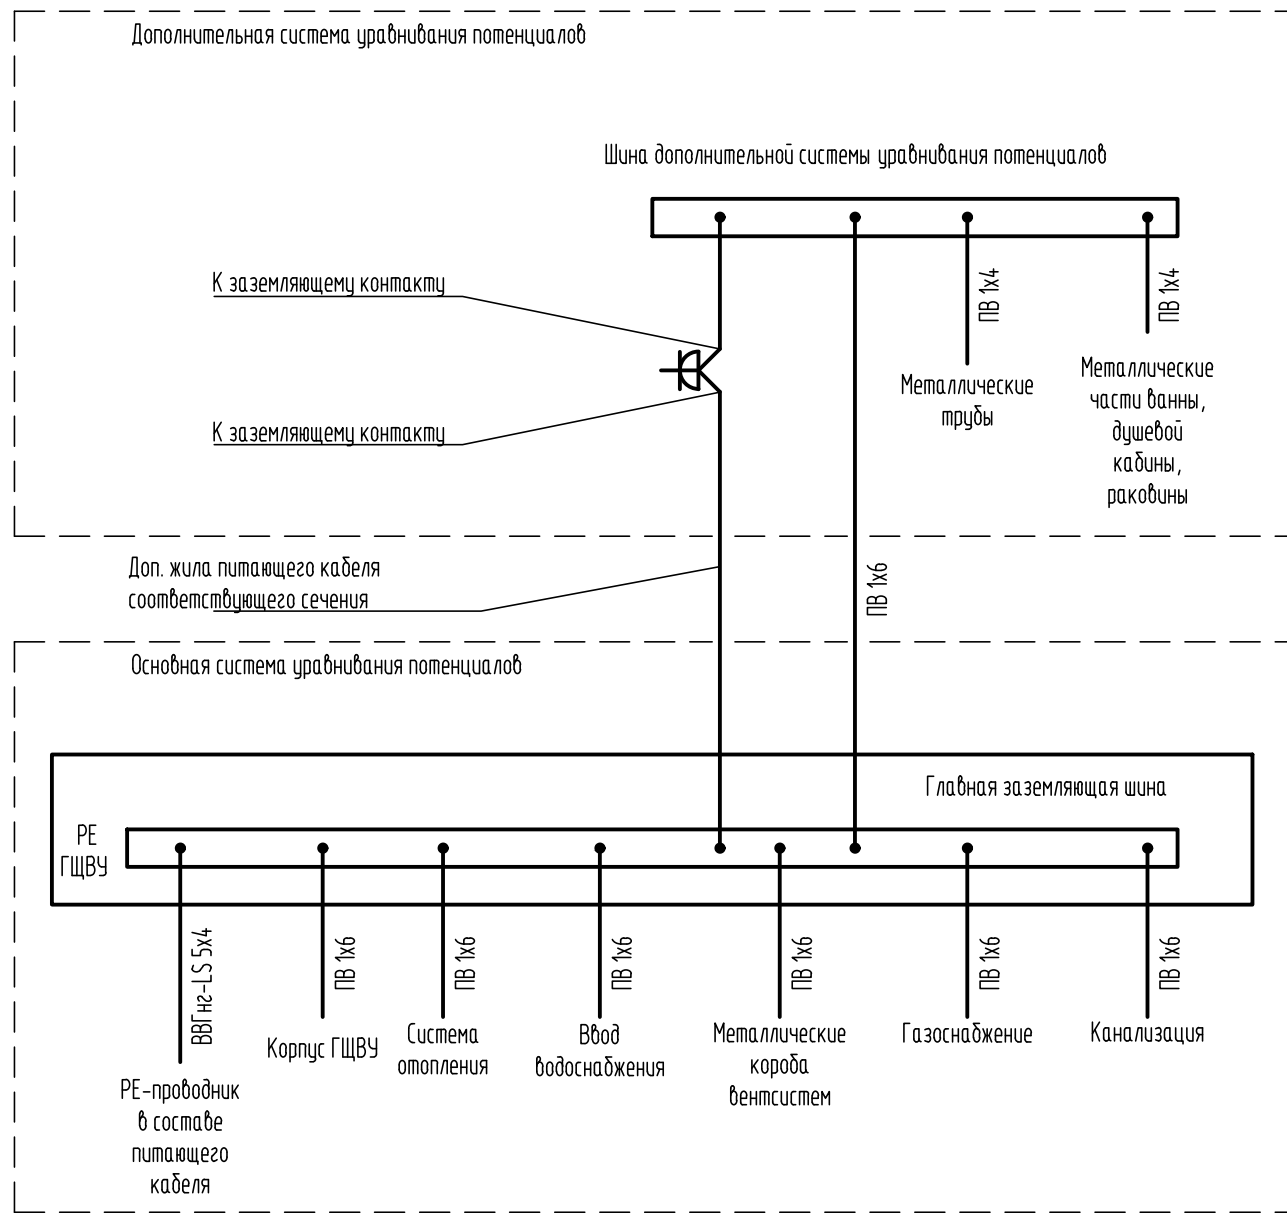 Дополнительная система уравнивания потенциалов
Шина дополнительной системы уравнивания потенциалов
К заземляющему контакту
ПВ 1х4
ПВ 1х4
Металлические
трубы
Металлические
части ванны,
душевой
кабины,
раковины
К заземляющему контакту
Доп. жила питающего кабеля
соответствующего сечения
ПВ 1х6
Основная система уравнивания потенциалов
Главная заземляющая шина
РЕ
ГЩВУ
ВВГнг-LS 5х4
ПВ 1х6
ПВ 1х6
ПВ 1х6
ПВ 1х6
ПВ 1х6
ПВ 1х6
РЕ-проводник
в составе
питающего
кабеля
Корпус ГЩВУ
Система
отопления
Ввод
водоснабжения
Металлические
короба
вентсистем
Газоснабжение
Канализация